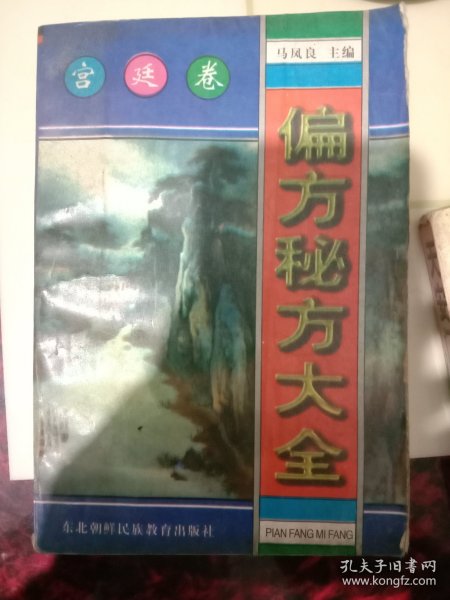 宫廷卷
马凤良 主编
偏方秘方大全
东北朝鲜民族教育出版社
PIAN FANG MI FANG
孔夫子旧书网
www.kongfz.com